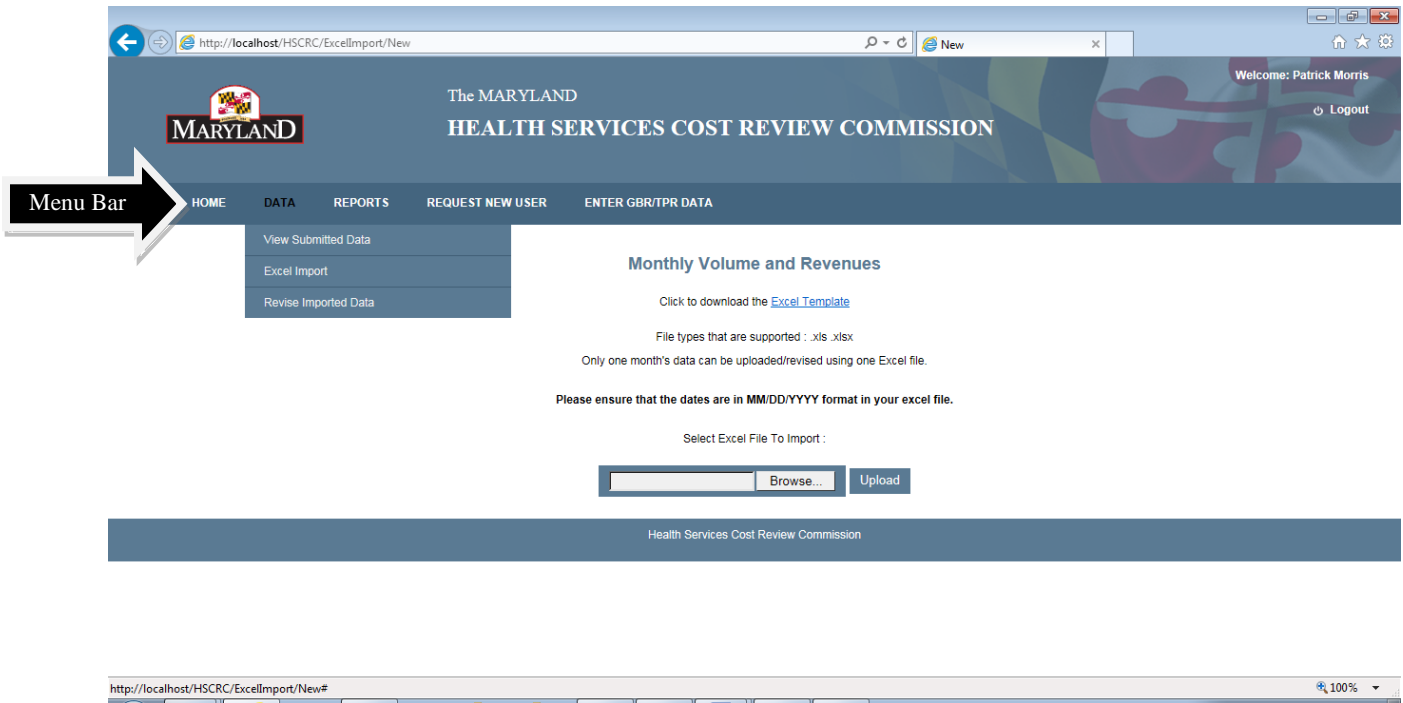 http://localhost/HSCRC/ExcelImport/New
New
Welcome: Patrick Morris
Logout
MARYLAND
The MARYLAND
HEALTH SERVICES COST REVIEW COMMISSION
Menu Bar
HOME DATA REPORTS REQUEST NEW USER ENTER GBR/TPR DATA
View Submitted Data
Excel Import
Revise Imported Data
Monthly Volume and Revenues
Click to download the Excel Template
File types that are supported : .xls .xlsx
Only one month's data can be uploaded/revised using one Excel file.
Please ensure that the dates are in MM/DD/YYYY format in your excel file.
Select Excel File To Import :
Browse... Upload
Health Services Cost Review Commission
http://localhost/HSCRC/ExcelImport/New# 100%